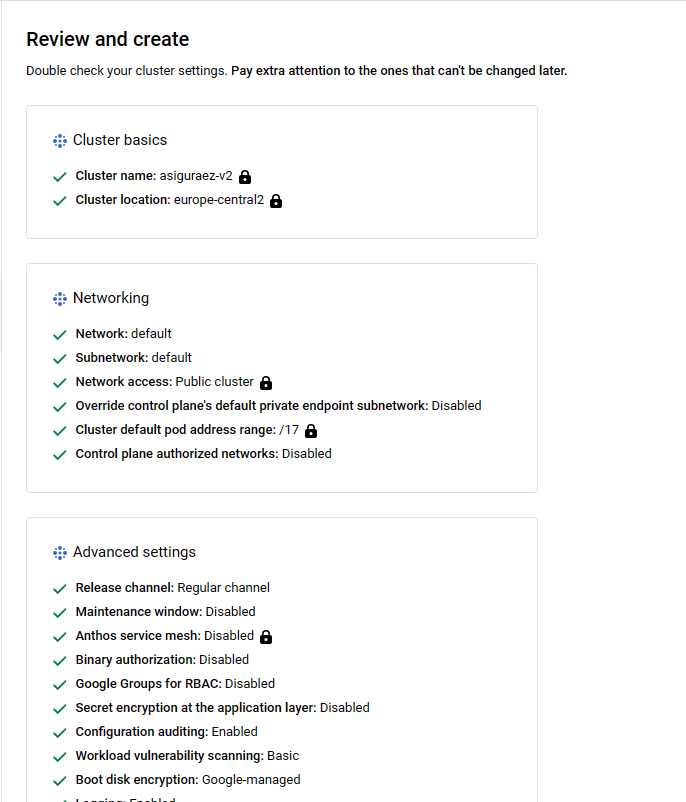 Review and create
Double check your cluster settings. Pay extra attention to the ones that can't be changed later.
Cluster basics
Cluster name: asiguraez-v2
Cluster location: europe-central2
Networking
Network: default
Subnetwork: default
Network access: Public cluster
Override control plane's default private endpoint subnetwork: Disabled
Cluster default pod address range: /17
Control plane authorized networks: Disabled
Advanced settings
Release channel: Regular channel
Maintenance window: Disabled
Anthos service mesh: Disabled
Binary authorization: Disabled
Google Groups for RBAC: Disabled
Secret encryption at the application layer: Disabled
Configuration auditing: Enabled
Workload vulnerability scanning: Basic
Boot disk encryption: Google-managed
Logging: Enabled